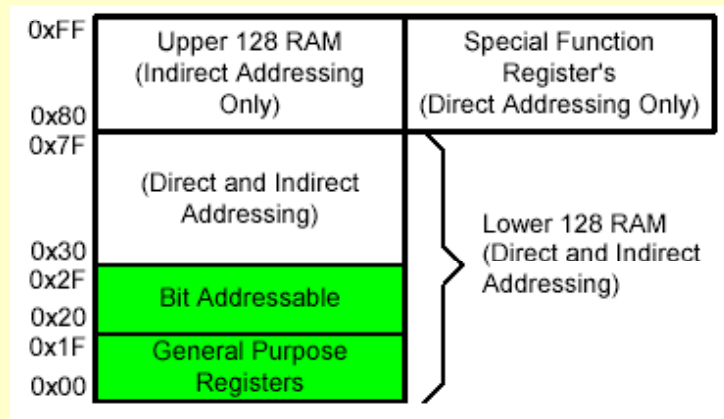 0xFF
Upper 128 RAM
(Indirect Addressing
Only)
Special Function
Register's
(Direct Addressing Only)
0x80
0x7F
(Direct and Indirect
Addressing)
Lower 128 RAM
(Direct and Indirect
Addressing)
0x30
0x2F
Bit Addressable
0x20
0x1F
General Purpose
Registers
0x00